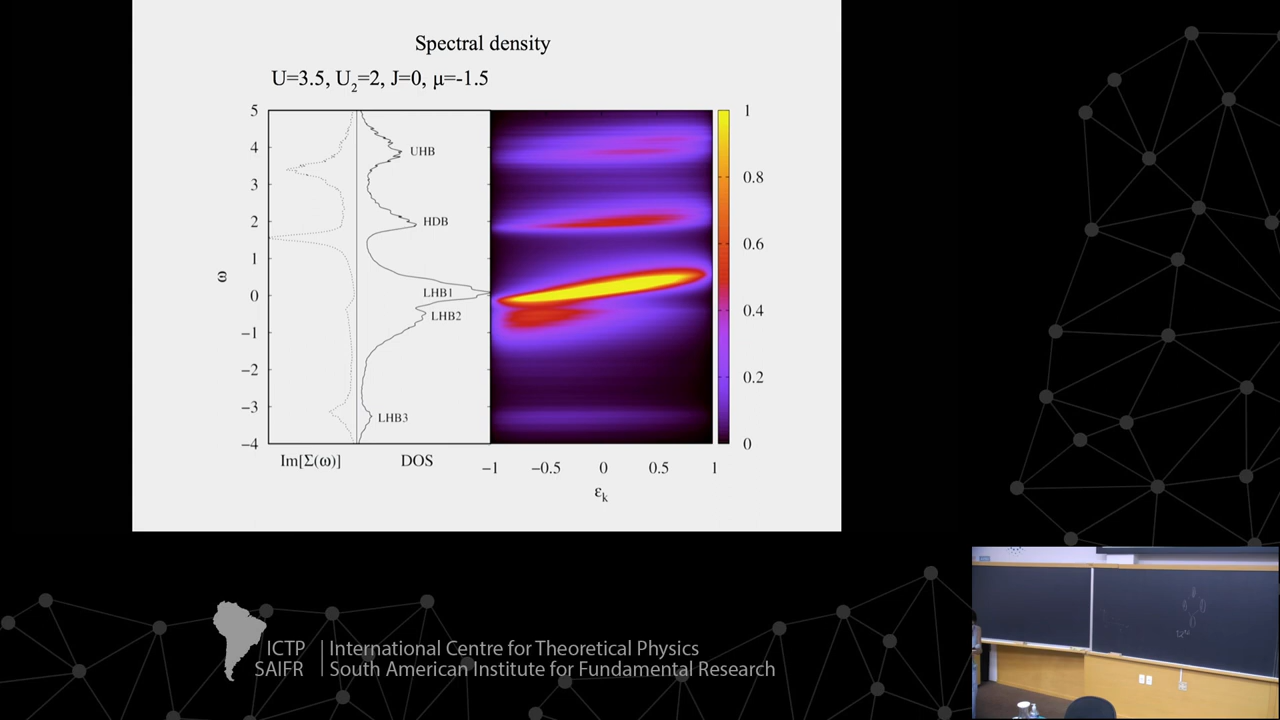 Spectral density
U=3.5, U₂=2, J=0, μ=-1.5
5
4
3
2
1
0
−1
−2
−3
−4
ω
UHB
HDB
LHB1
LHB2
LHB3
Im[Σ(ω)]
DOS
−1
−0.5
0
0.5
1
εₖ
1
0.8
0.6
0.4
0.2
0
ICTP
SAIFR
International Centre for Theoretical Physics
South American Institute for Fundamental Research